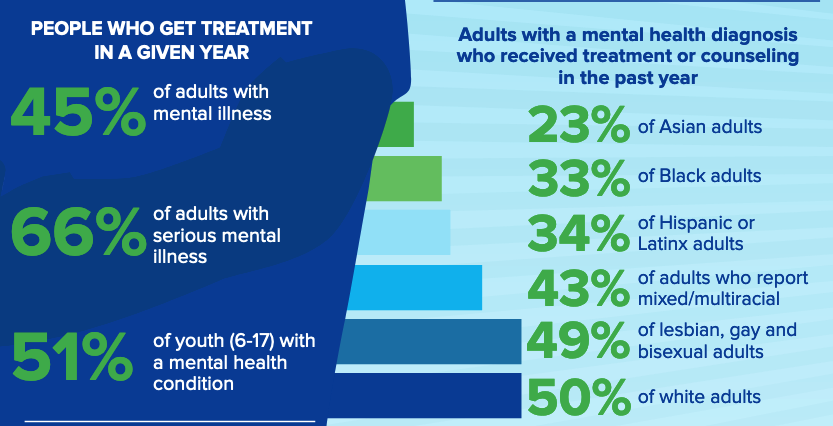 PEOPLE WHO GET TREATMENT
IN A GIVEN YEAR
45%
of adults with
mental illness
66%
of adults with
serious mental
illness
51%
of youth (6-17) with
a mental health
condition
Adults with a mental health diagnosis
who received treatment or counseling
in the past year
23%
of Asian adults
33%
of Black adults
34%
of Hispanic or
Latinx adults
43%
of adults who report
mixed/multiracial
49%
of lesbian, gay and
bisexual adults
50%
of white adults